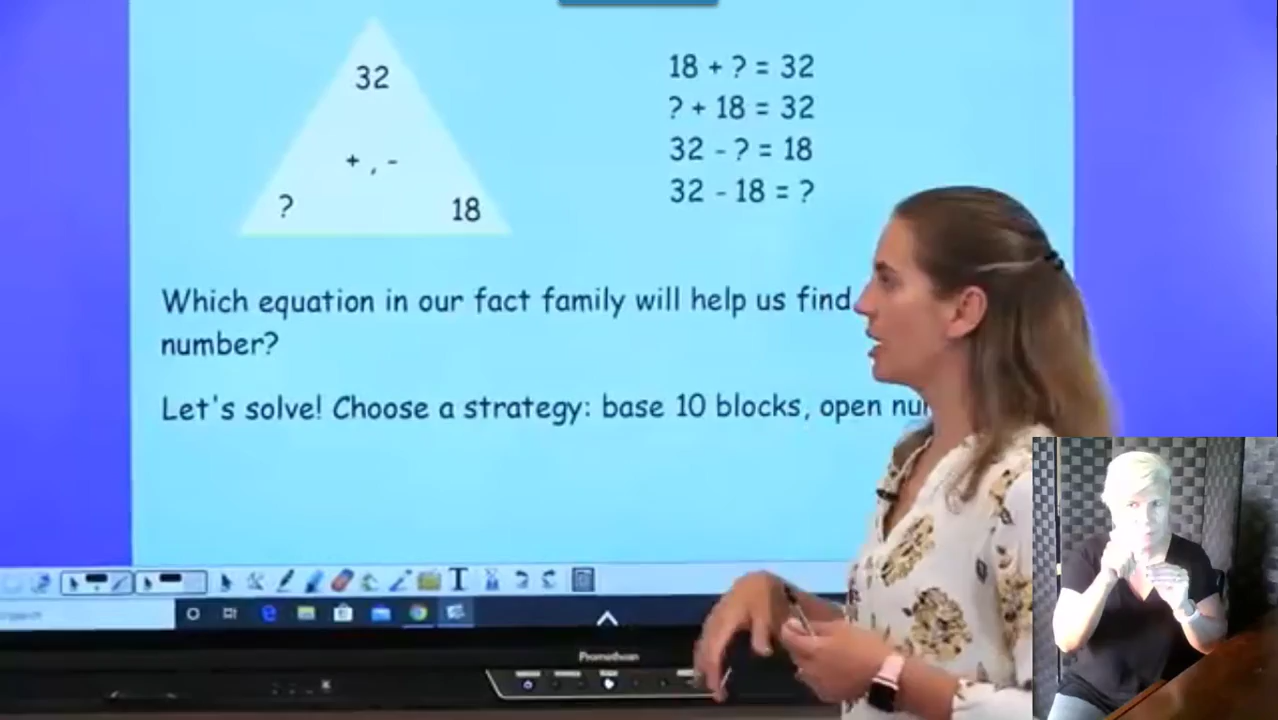 32
+ , -
?
18
18 + ? = 32
? + 18 = 32
32 - ? = 18
32 - 18 = ?
Which equation in our fact family will help us find
number?
Let's solve! Choose a strategy: base 10 blocks, open
T
Promethean